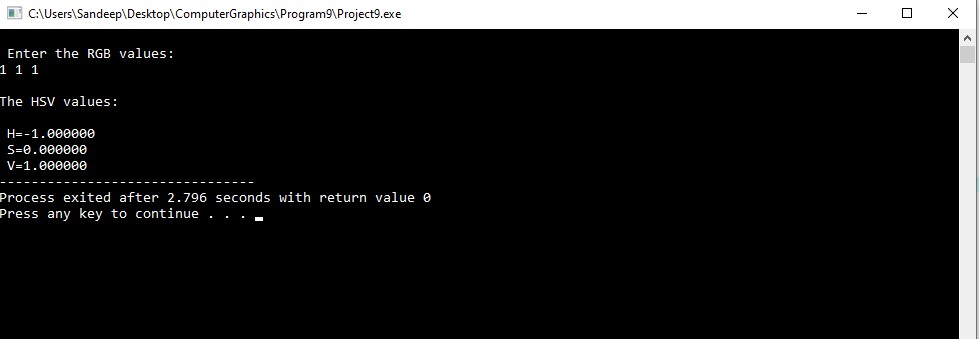 C:\Users\Sandeep\Desktop\ComputerGraphics\Program9\Project9.exe
Enter the RGB values:
1 1 1
The HSV values:
H=-1.000000
S=0.000000
V=1.000000
--------------------------------
Process exited after 2.796 seconds with return value 0
Press any key to continue . . .